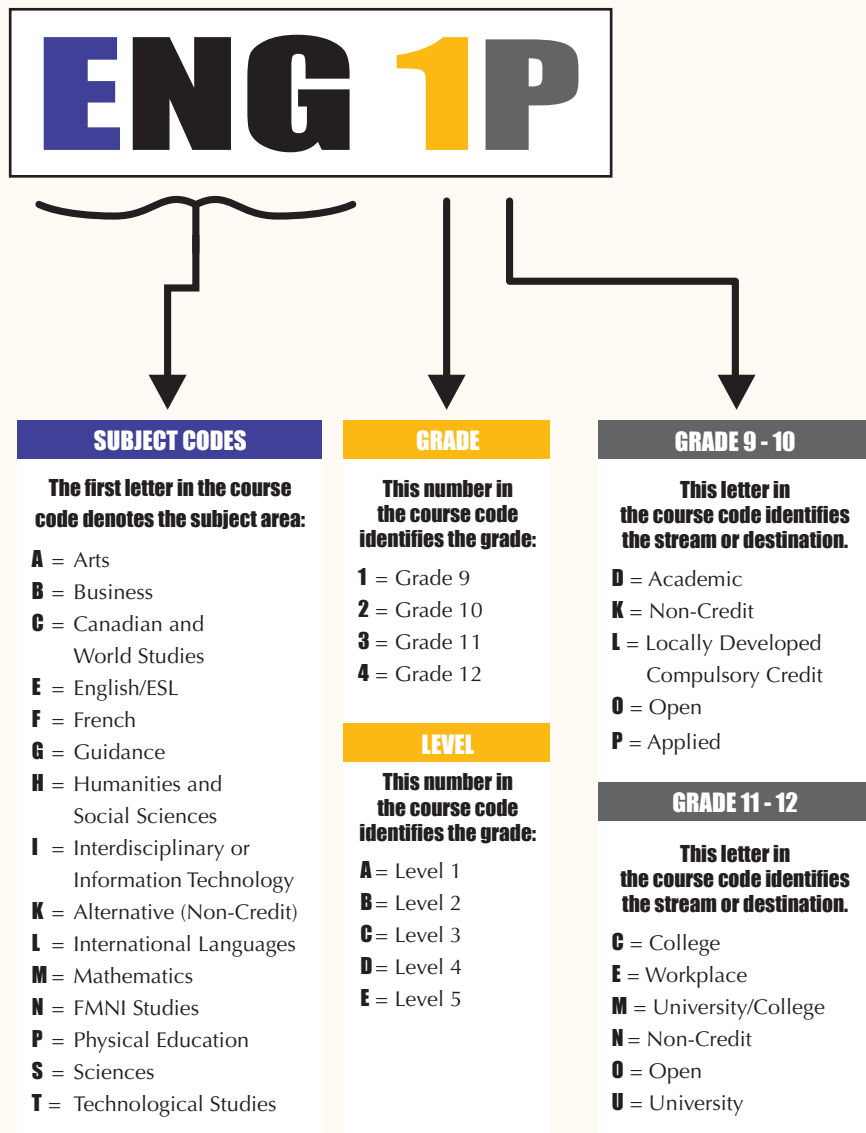 ENG 1P
SUBJECT CODES
The first letter in the course
code denotes the subject area:
A = Arts
B = Business
C = Canadian and
World Studies
E = English/ESL
F = French
G = Guidance
H = Humanities and
Social Sciences
I = Interdisciplinary or
Information Technology
K = Alternative (Non-Credit)
L = International Languages
M = Mathematics
N = FMNI Studies
P = Physical Education
S = Sciences
T = Technological Studies
GRADE
This number in
the course code
identifies the grade:
1 = Grade 9
2 = Grade 10
3 = Grade 11
4 = Grade 12
LEVEL
This number in
the course code
identifies the grade:
A = Level 1
B = Level 2
C = Level 3
D = Level 4
E = Level 5
GRADE 9 - 10
This letter in
the course code identifies
the stream or destination.
D = Academic
K = Non-Credit
L = Locally Developed
Compulsory Credit
O = Open
P = Applied
GRADE 11 - 12
This letter in
the course code identifies
the stream or destination.
C = College
E = Workplace
M = University/College
N = Non-Credit
O = Open
U = University